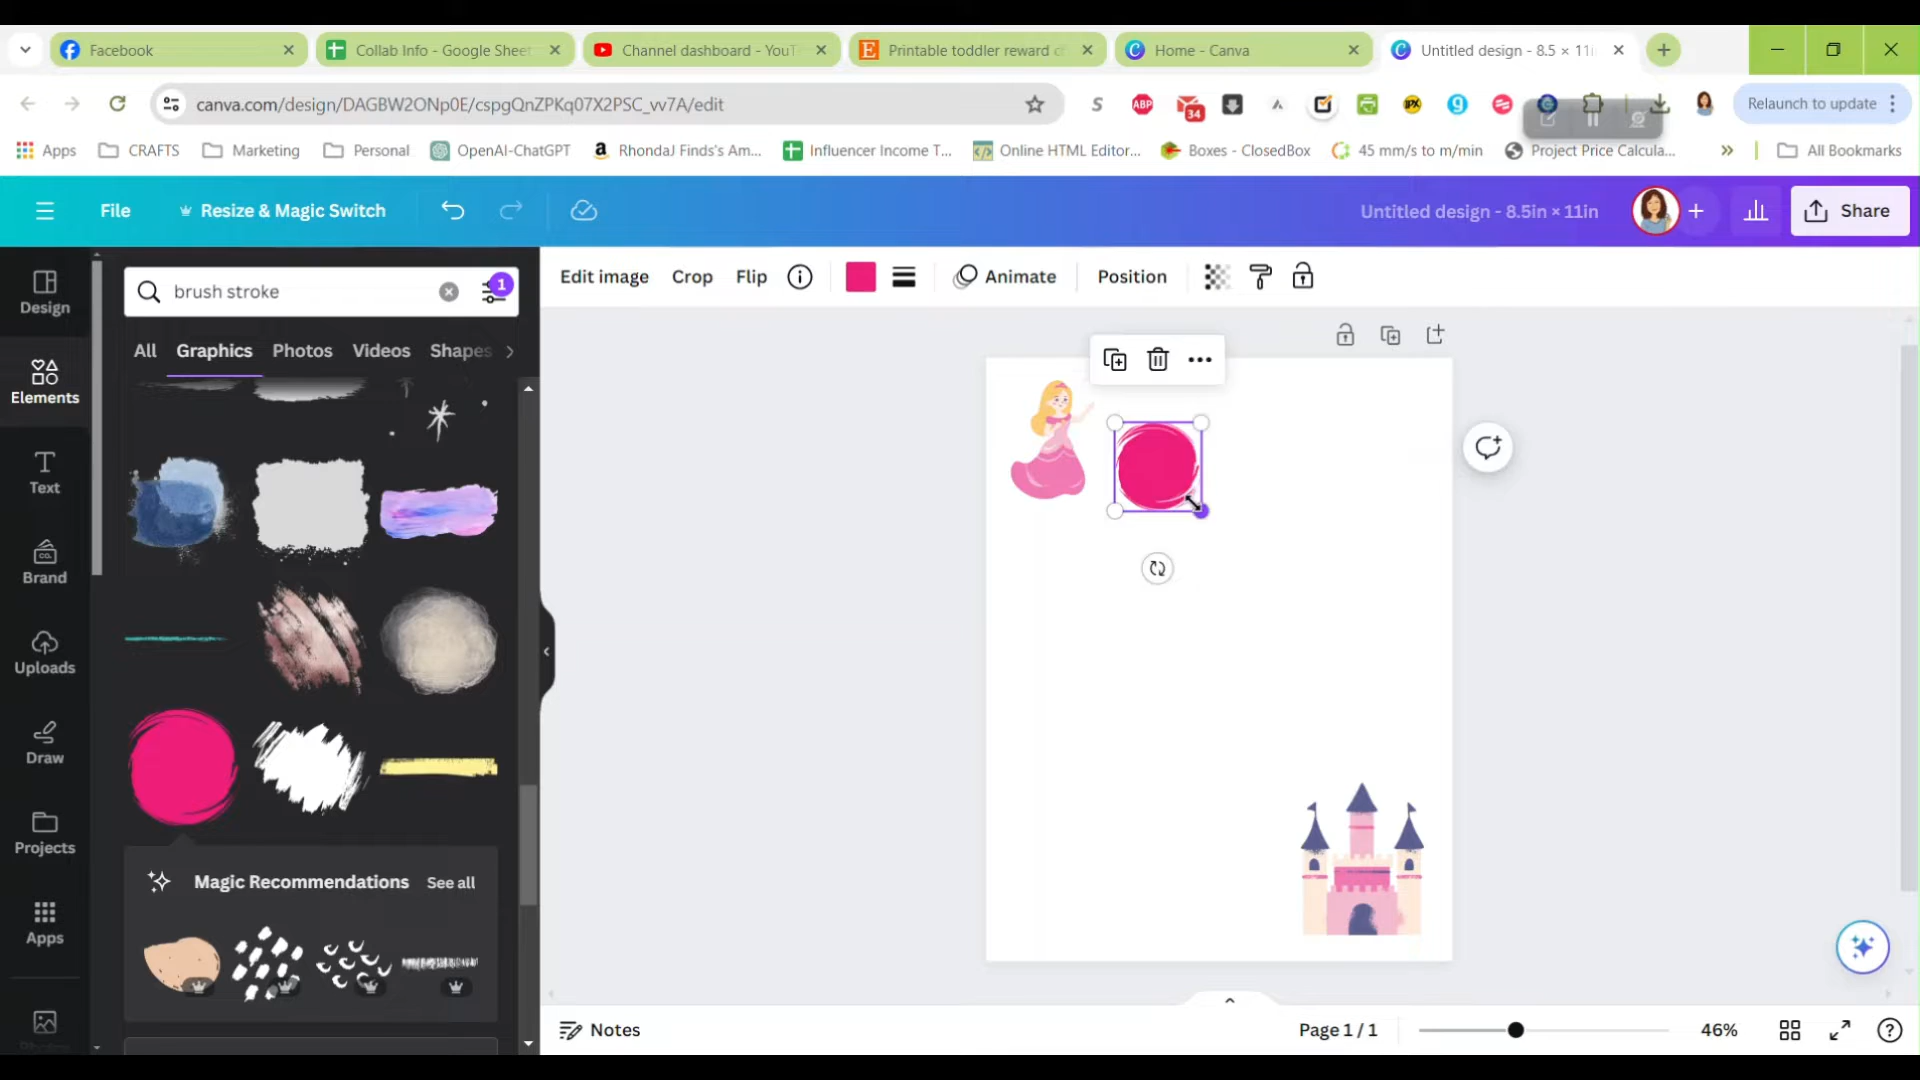 Facebook
Collab Info - Google Sheet
Channel dashboard - YouT
Printable toddler reward c
Home - Canva
Untitled design - 8.5 × 11i
canva.com/design/DAGBW2ONp0E/cspgQnZPKq07X2PSC_vv7A/edit
S
ABP
34
Relaunch to update
Apps
CRAFTS
Marketing
Personal
OpenAI-ChatGPT
RhondaJ Finds's Am...
Influencer Income T...
Online HTML Editor...
Boxes - ClosedBox
45 mm/s to m/min
Project Price Calcula...
All Bookmarks
File
Resize & Magic Switch
Untitled design - 8.5in × 11in
Share
Design
Elements
Text
Brand
Uploads
Draw
Projects
Apps
brush stroke
1
All
Graphics
Photos
Videos
Shapes
Magic Recommendations
See all
Edit image
Crop
Flip
Animate
Position
Notes
Page 1 / 1
46%